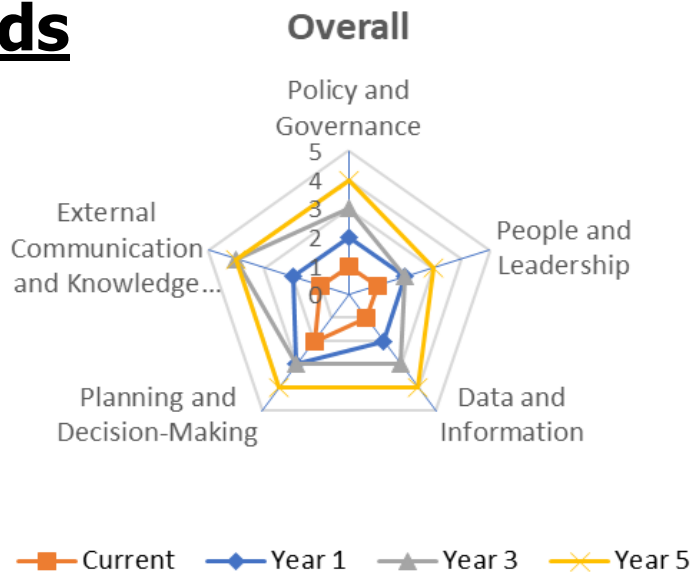 ds
Overall
Policy and
Governance
5
4
3
2
1
0
People and
Leadership
Data and
Information
Planning and
Decision-Making
External
Communication
and Knowledge...
Current
Year 1
Year 3
Year 5